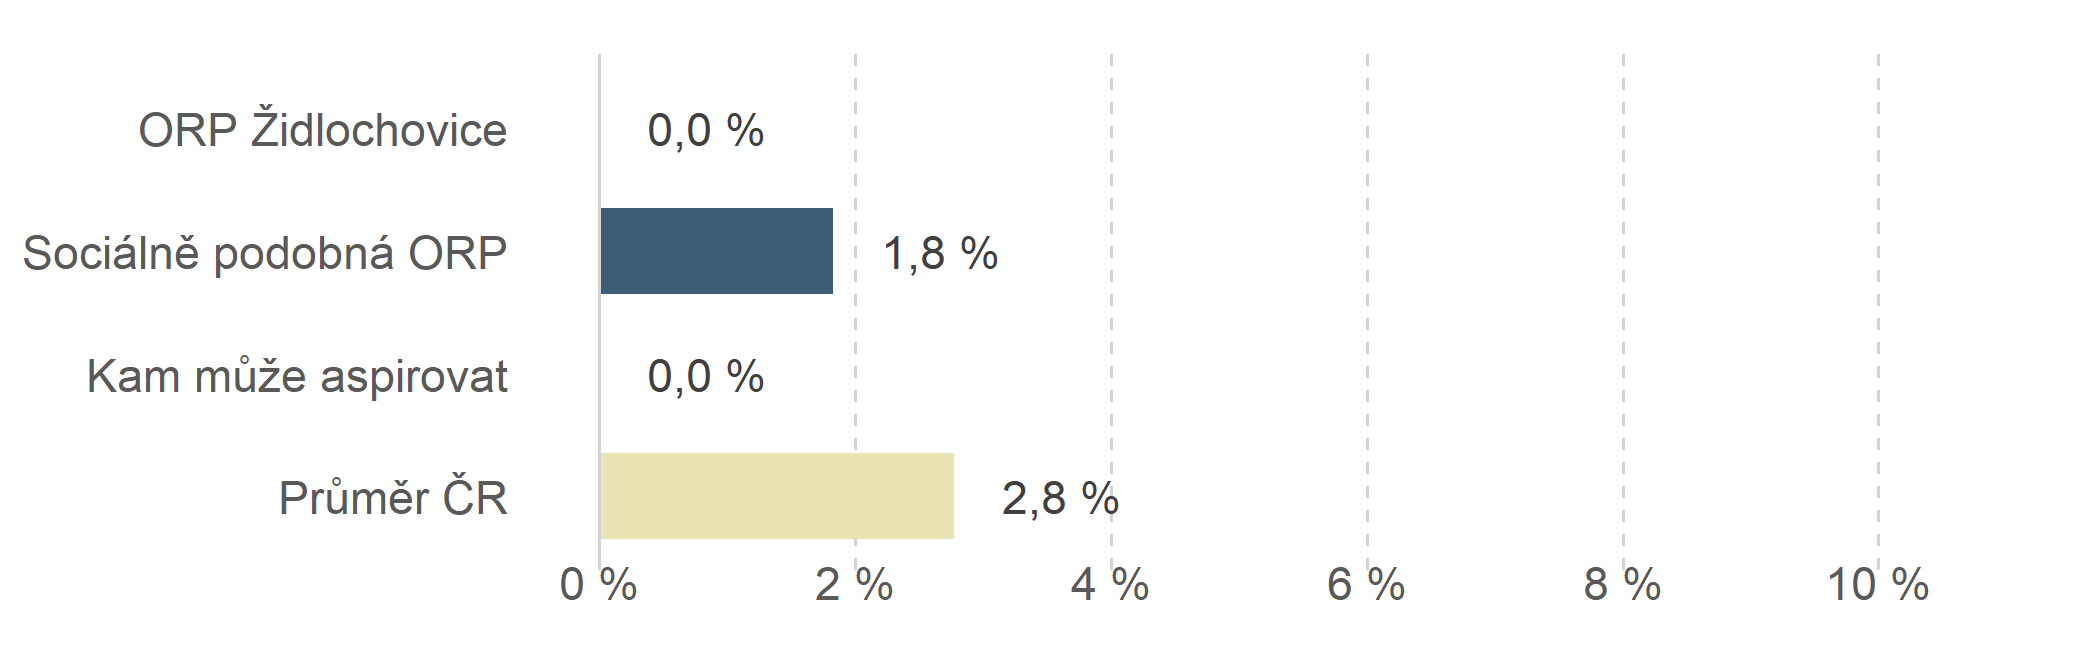 ORP Židlochovice 0,0 %
Sociálně podobná ORP 1,8 %
Kam může aspirovat 0,0 %
Průměr ČR 2,8 %
0 % 2 % 4 % 6 % 8 % 10 %